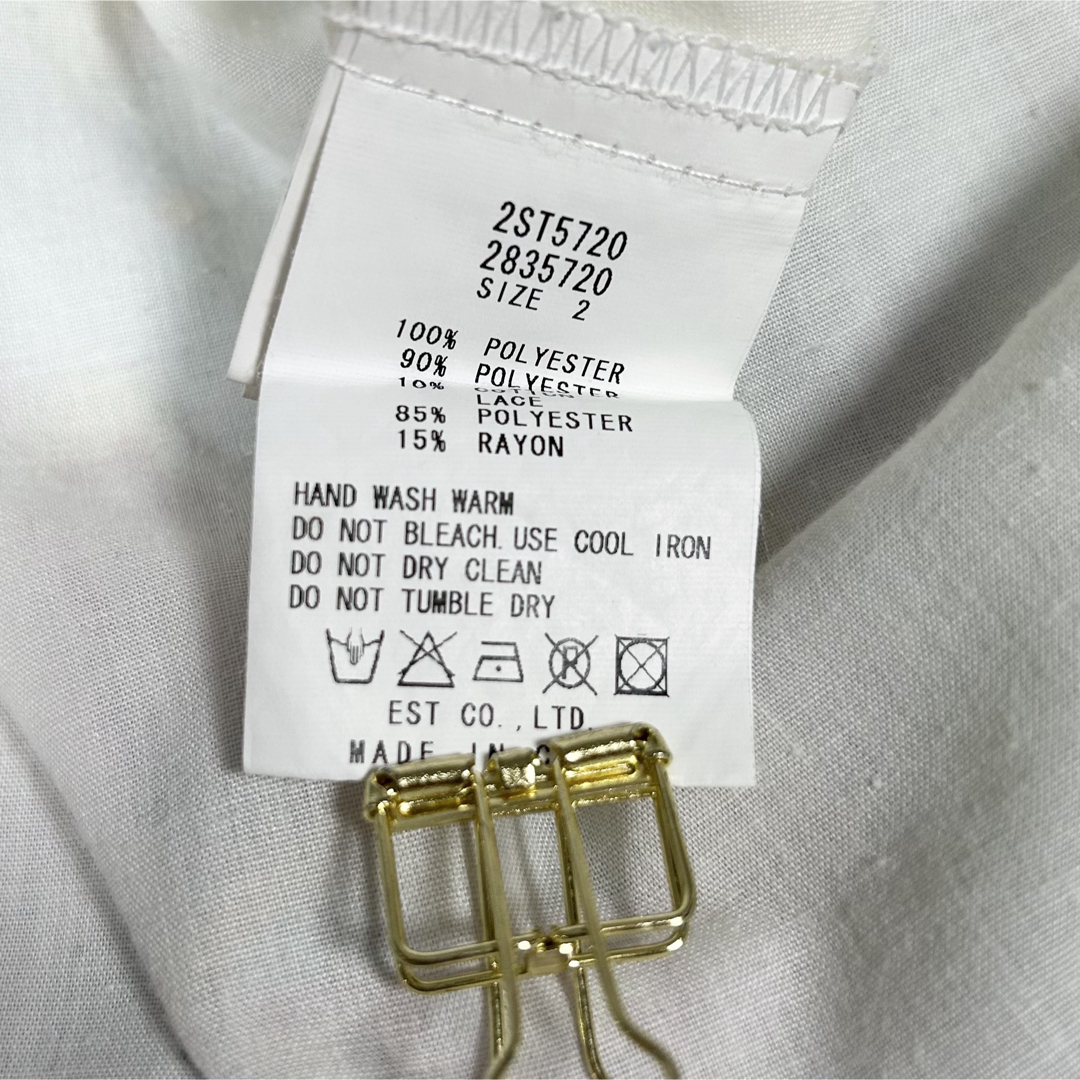 2ST5720
2835720
SIZE 2
100% POLYESTER
90% POLYESTER
10%
LACE
85% POLYESTER
15% RAYON
HAND WASH WARM
DO NOT BLEACH.USE COOL IRON
DO NOT DRY CLEAN
DO NOT TUMBLE DRY
EST CO.,LTD.
MADE IN